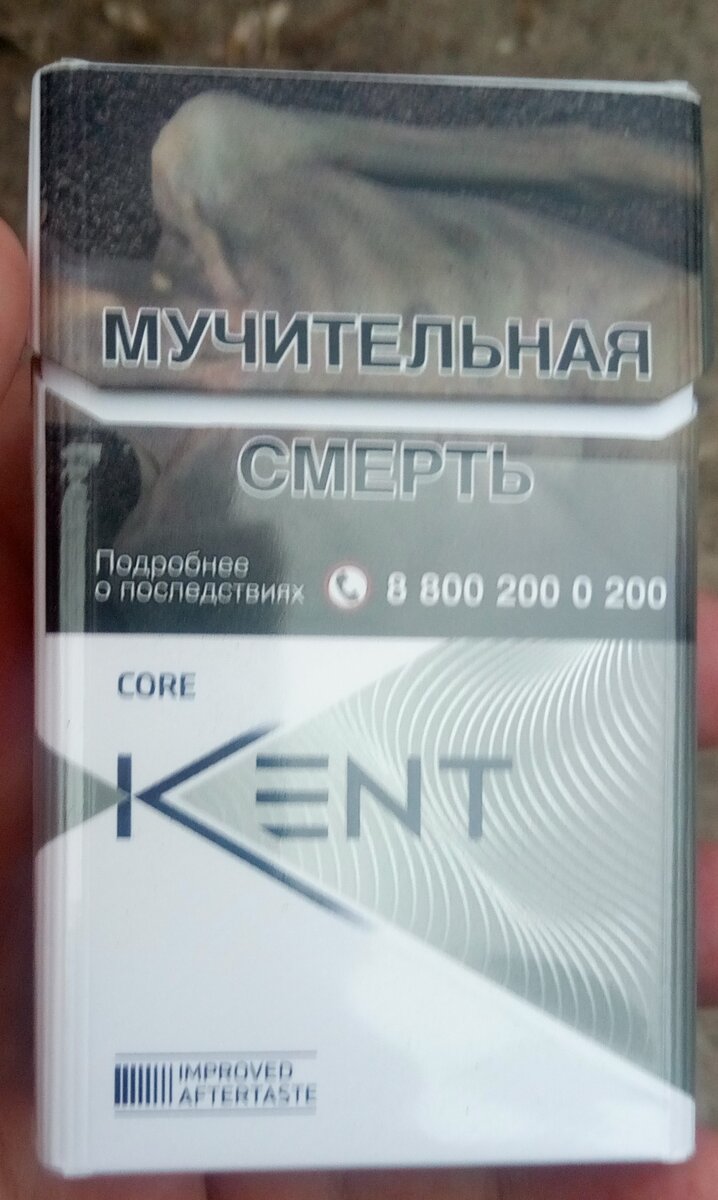 МУЧИТЕЛЬНАЯ
СМЕРТЬ
Подробнее
о последствиях 8 800 200 0 200
CORE
KENT
IMPROVED
AFTERTASTE